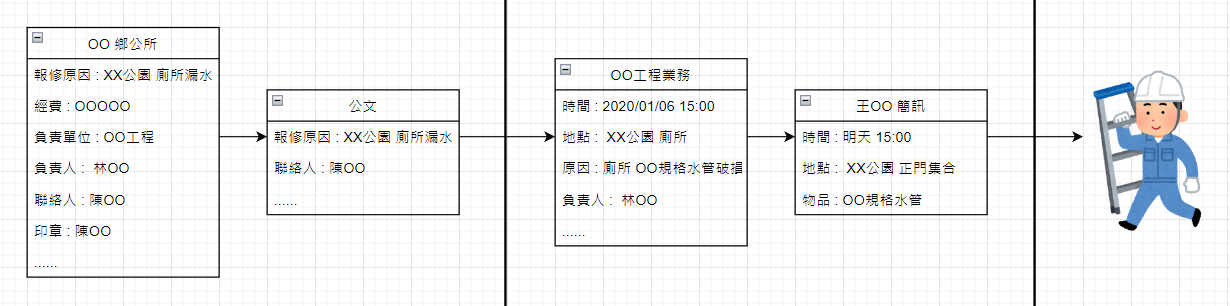 OO 鄉公所
報修原因 : XX公園 廁所漏水
經費 : OOOOO
負責單位 : OO工程
負責人 : 林OO
聯絡人 : 陳OO
印章 : 陳OO
......
公文
報修原因 : XX公園 廁所漏水
聯絡人 : 陳OO
......
OO工程業務
時間 : 2020/01/06 15:00
地點 : XX公園 廁所
原因 : 廁所 OO規格水管破損
負責人 : 林OO
......
王OO 簡訊
時間 : 明天 15:00
地點 : XX公園 正門集合
物品 : OO規格水管